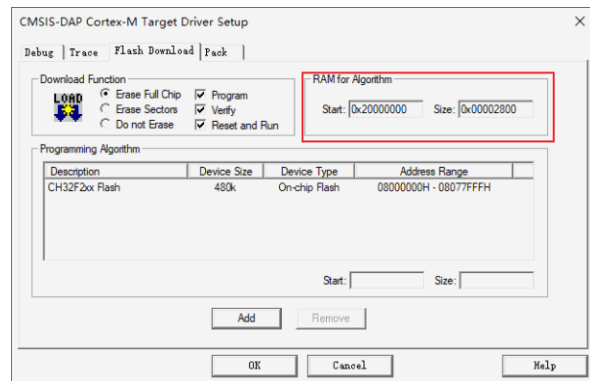 CMSIS-DAP Cortex-M Target Driver Setup
Debug | Trace Flash Download | Pack |
Download Function
LOAD
Erase Full Chip
Erase Sectors
Do not Erase
Program
Verify
Reset and Run
RAM for Algorithm
Start: 0x20000000 Size: 0x00002800
Programming Algorithm
Description Device Size Device Type Address Range
CH32F2xx Flash 480k On-chip Flash 08000000H - 08077FFFH
Start: Size:
Add Remove
OK Cancel Help